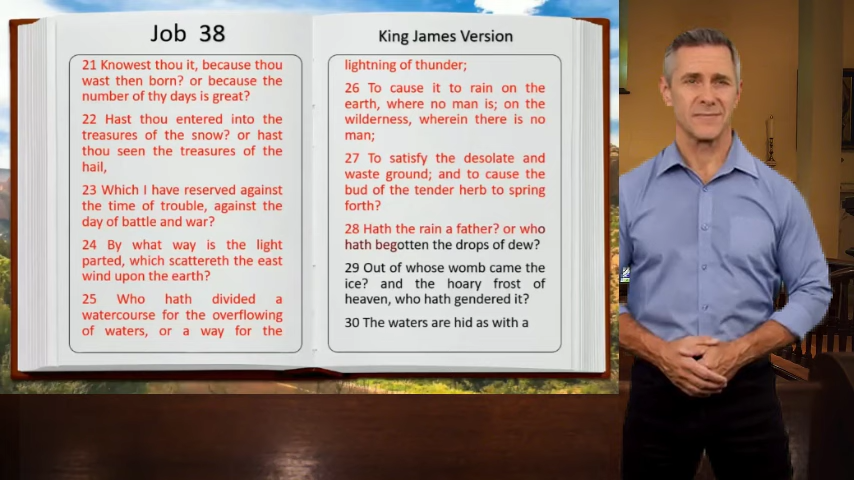 Job 38
21 Knowest thou it, because thou
wast then born? or because the
number of thy days is great?
22 Hast thou entered into the
treasures of the snow? or hast
thou seen the treasures of the
hail,
23 Which I have reserved against
the time of trouble, against the
day of battle and war?
24 By what way is the light
parted, which scattereth the east
wind upon the earth?
25 Who hath divided a
watercourse for the overflowing
of waters, or a way for the
King James Version
lightning of thunder;
26 To cause it to rain on the
earth, where no man is; on the
wilderness, wherein there is no
man;
27 To satisfy the desolate and
waste ground; and to cause the
bud of the tender herb to spring
forth?
28 Hath the rain a father? or who
hath begotten the drops of dew?
29 Out of whose womb came the
ice? and the hoary frost of
heaven, who hath gendered it?
30 The waters are hid as with a